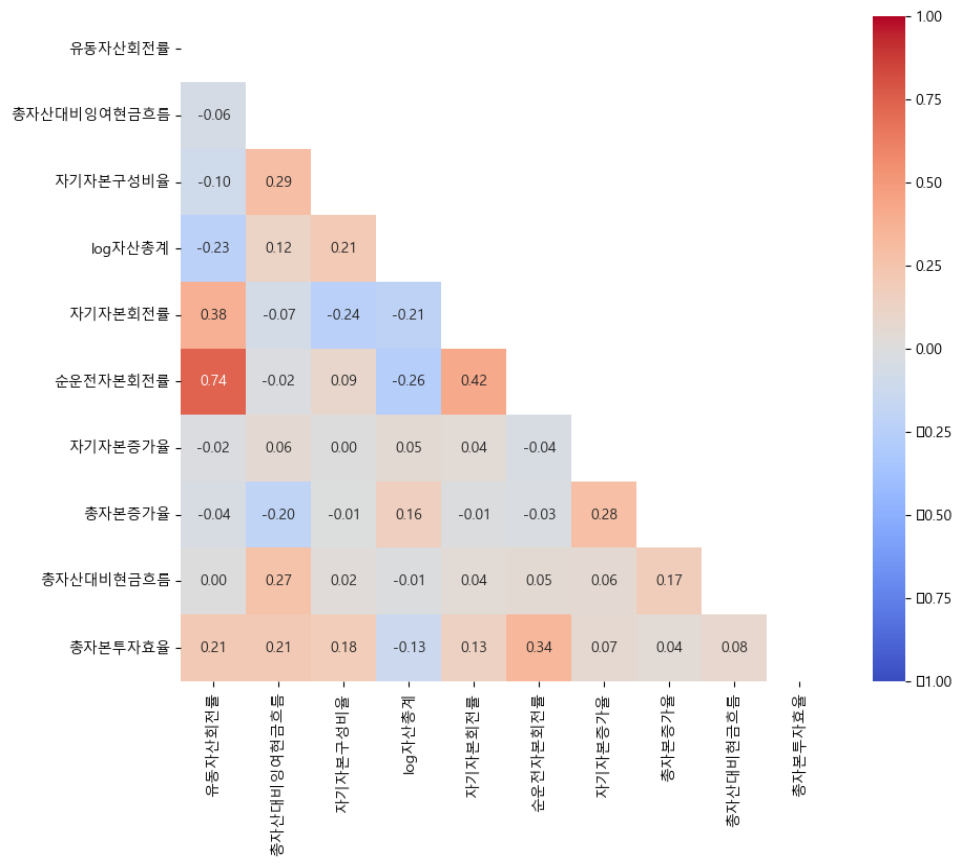 유동자산회전률
총자산대비잉여현금흐름 -0.06
자기자본구성비율 -0.10 0.29
log자산총계 -0.23 0.12 0.21
자기자본회전률 0.38 -0.07 -0.24 -0.21
순운전자본회전률 0.74 -0.02 0.09 -0.26 0.42
자기자본증가율 -0.02 0.06 0.00 0.05 0.04 -0.04
총자본증가율 -0.04 -0.20 -0.01 0.16 -0.01 -0.03 0.28
총자산대비현금흐름 0.00 0.27 0.02 -0.01 0.04 0.05 0.06 0.17
총자본투자효율 0.21 0.21 0.18 -0.13 0.13 0.34 0.07 0.04 0.08
유동자산회전률
총자산대비잉여현금흐름
자기자본구성비율
log자산총계
자기자본회전률
순운전자본회전률
자기자본증가율
총자본증가율
총자산대비현금흐름
총자본투자효율
1.00
0.75
0.50
0.25
0.00
□0.25
□0.50
□0.75
□1.00